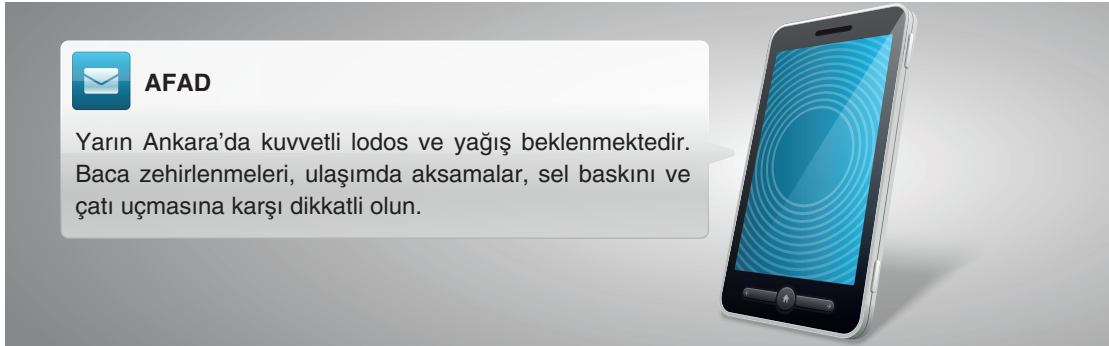 AFAD
Yarın Ankara’da kuvvetli lodos ve yağış beklenmektedir.
Baca zehirlenmeleri, ulaşımda aksamalar, sel baskını ve
çatı uçmasına karşı dikkatli olun.